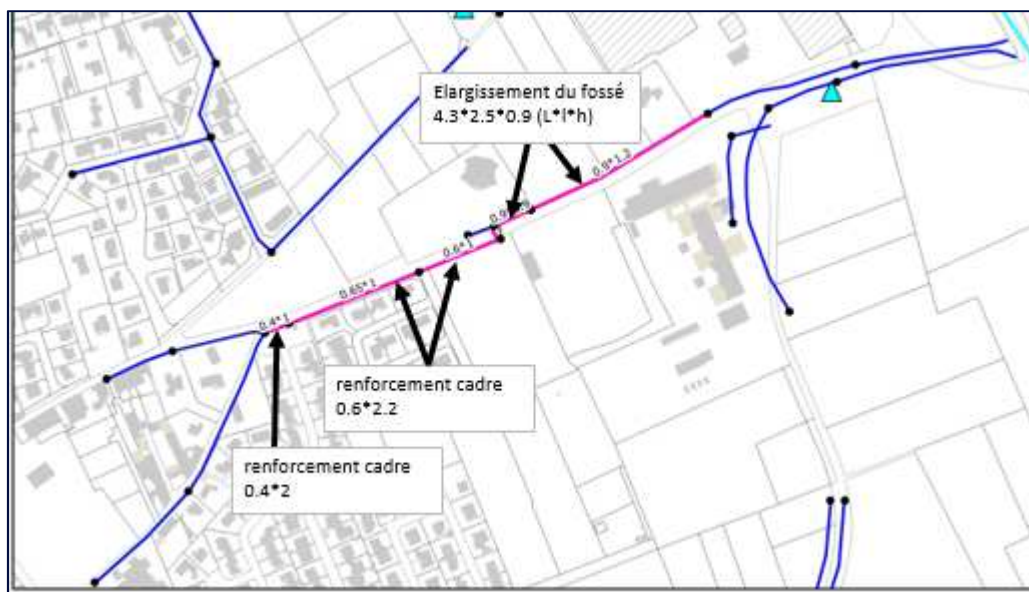 Elargissement du fossé
4.3*2.5*0.9 (L*l*h)
0.9*1.3
0.6*1
0.65*1
0.4*1
renforcement cadre
0.6*2.2
renforcement cadre
0.4*2